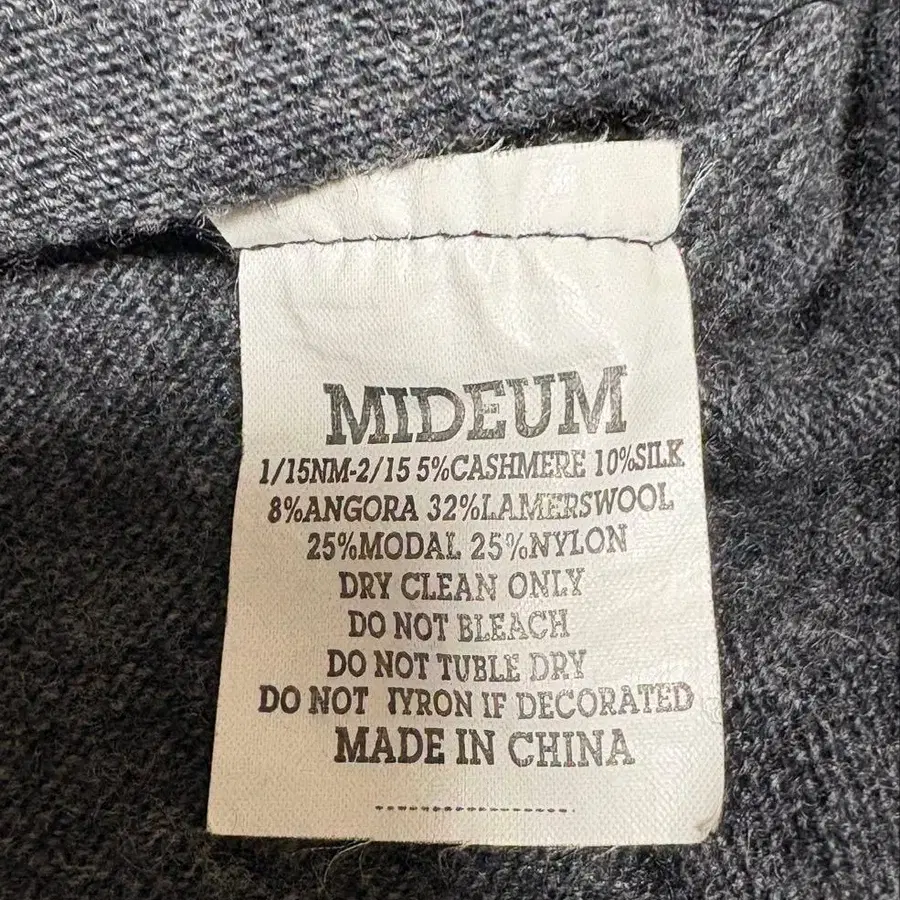 MIDEUM
1/15NM-2/15 5%CASHMERE 10%SILK
8%ANGORA 32%LAMERSWOOL
25%MODAL 25%NYLON
DRY CLEAN ONLY
DO NOT BLEACH
DO NOT TUBLE DRY
DO NOT IYRON IF DECORATED
MADE IN CHINA